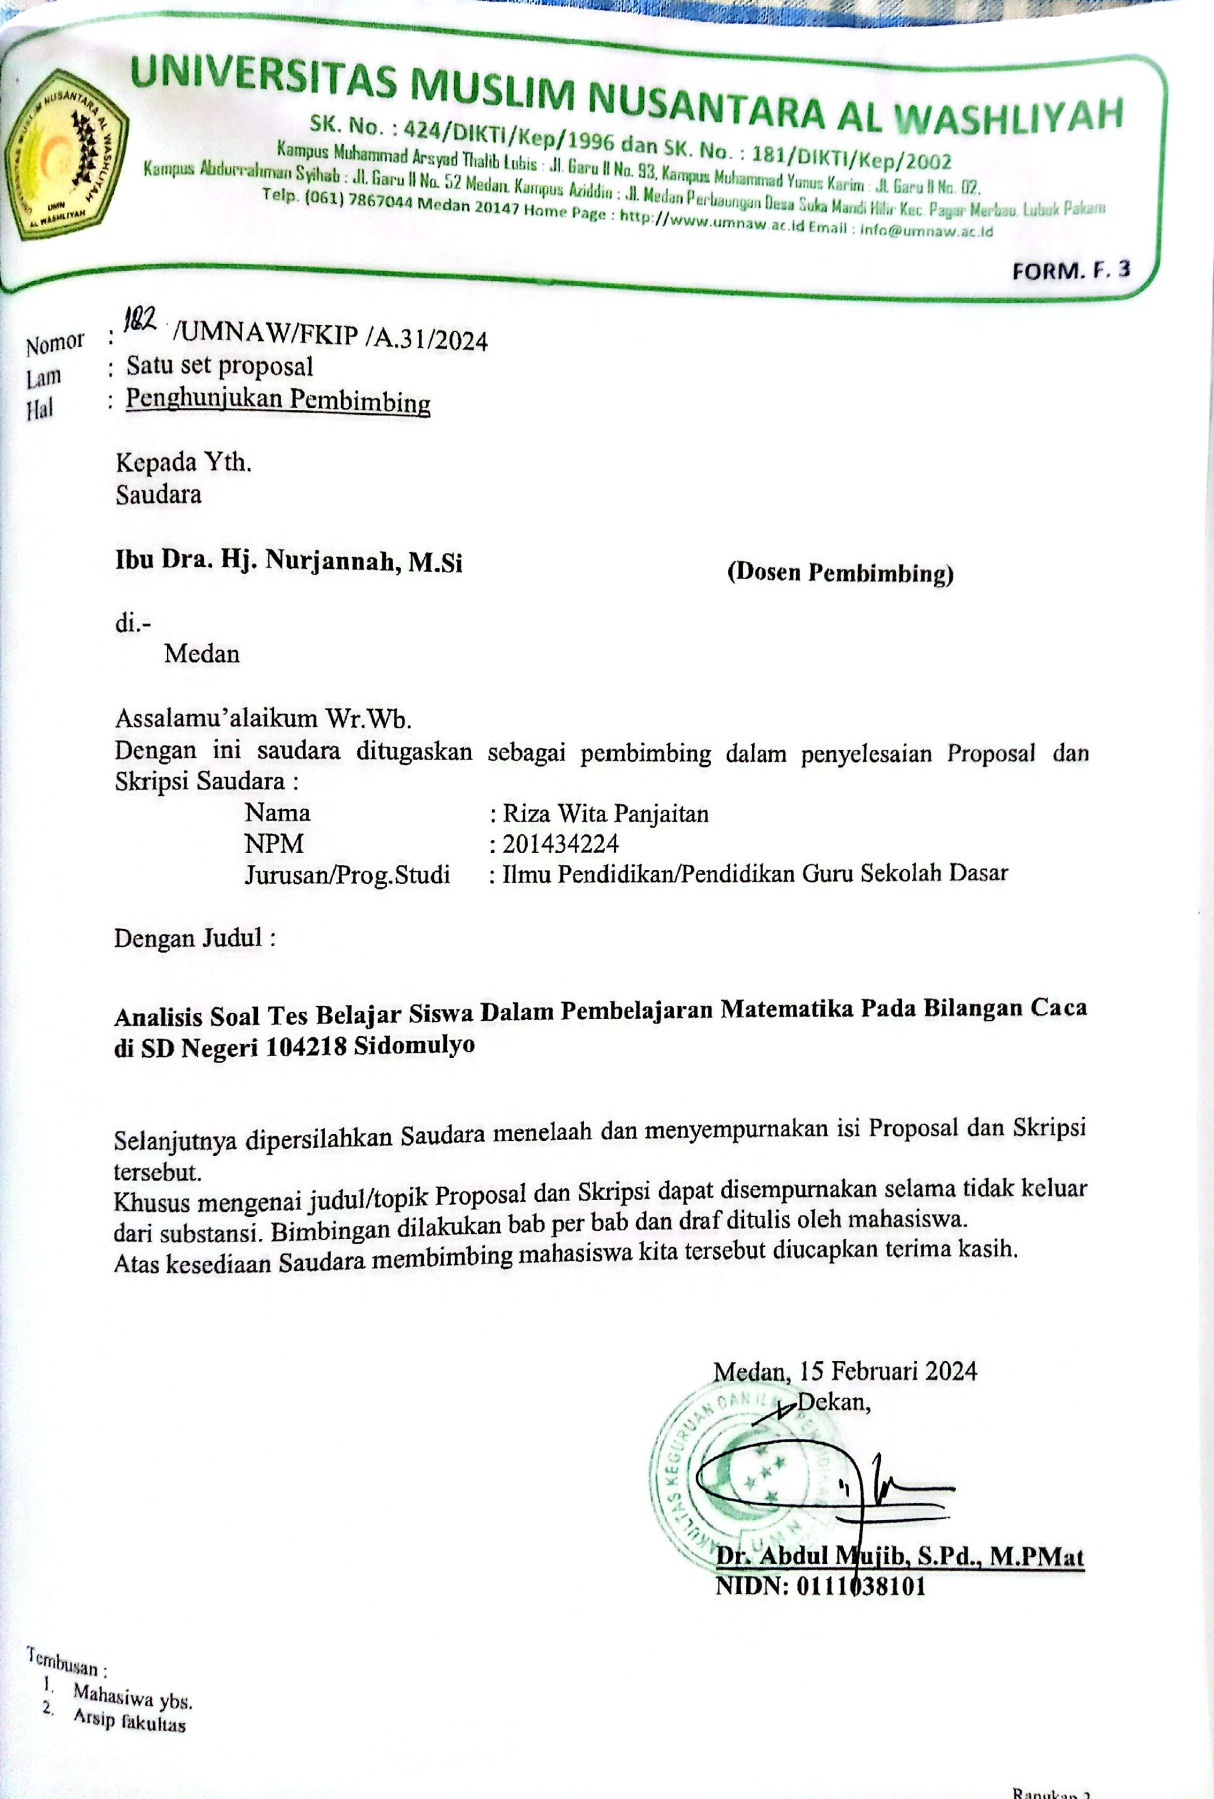 UNIVERSITAS MUSLIM NUSANTARA AL WASHLIYAH
SK. No. : 424/DIKTI/Kep/1996 dan SK. No. : 181/DIKTI/Kep/2002
Kampus Muhammad Arsyad Thalib Lubis : Jl. Garu II No. 93, Kampus Muhammad Yunus Karim : Jl. Garu II No. 02,
Kampus Abdurrahman Syihab : Jl. Garu II No. 52 Medan, Kampus Aziddin : Jl. Medan Perbaungan Desa Suka Mandi Hilir Kec. Pagar Merbau, Lubuk Pakam
Telp. (061) 7867044 Medan 20147 Home Page : http://www.umnaw.ac.id Email : info@umnaw.ac.id
UMN
AL WASHLIYAH
FORM. F. 3
Nomor : 182 /UMNAW/FKIP /A.31/2024
Lam : Satu set proposal
Hal : Penghunjukan Pembimbing
Kepada Yth.
Saudara
Ibu Dra. Hj. Nurjannah, M.Si (Dosen Pembimbing)
di.-
Medan
Assalamu’alaikum Wr.Wb.
Dengan ini saudara ditugaskan sebagai pembimbing dalam penyelesaian Proposal dan
Skripsi Saudara :
Nama : Riza Wita Panjaitan
NPM : 201434224
Jurusan/Prog.Studi : Ilmu Pendidikan/Pendidikan Guru Sekolah Dasar
Dengan Judul :
Analisis Soal Tes Belajar Siswa Dalam Pembelajaran Matematika Pada Bilangan Caca
di SD Negeri 104218 Sidomulyo
Selanjutnya dipersilahkan Saudara menelaah dan menyempurnakan isi Proposal dan Skripsi
tersebut.
Khusus mengenai judul/topik Proposal dan Skripsi dapat disempurnakan selama tidak keluar
dari substansi. Bimbingan dilakukan bab per bab dan draf ditulis oleh mahasiswa.
Atas kesediaan Saudara membimbing mahasiswa kita tersebut diucapkan terima kasih.
Medan, 15 Februari 2024
Dekan,
FAKULTAS KEGURUAN DAN ILMU PENDIDIKAN
U M N
Dr. Abdul Mujib, S.Pd., M.PMat
NIDN: 0111038101
Tembusan :
1. Mahasiwa ybs.
2. Arsip fakultas
Rangkap 2